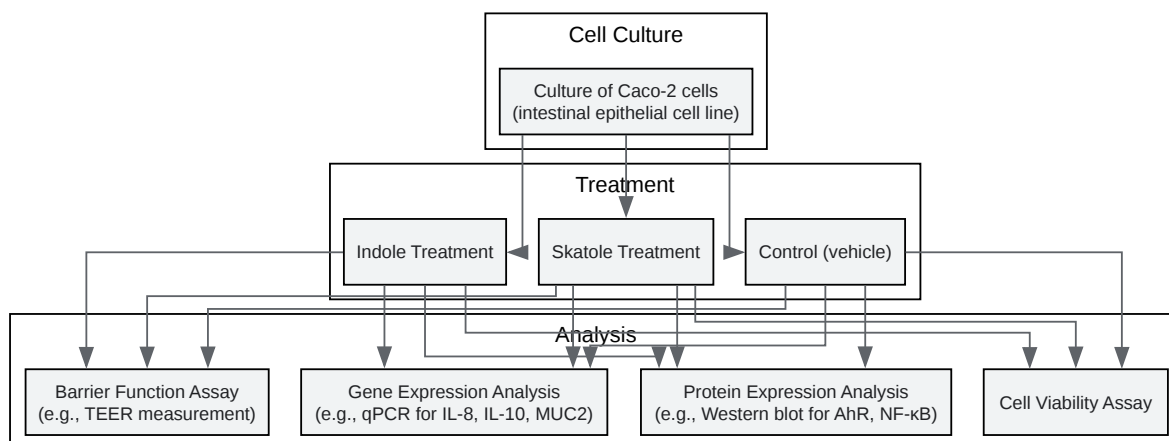 Cell Culture
Culture of Caco-2 cells
(intestinal epithelial cell line)
Treatment
Indole Treatment
Skatole Treatment
Control (vehicle)
Analysis
Barrier Function Assay
(e.g., TEER measurement)
Gene Expression Analysis
(e.g., qPCR for IL-8, IL-10, MUC2)
Protein Expression Analysis
(e.g., Western blot for AhR, NF-κB)
Cell Viability Assay